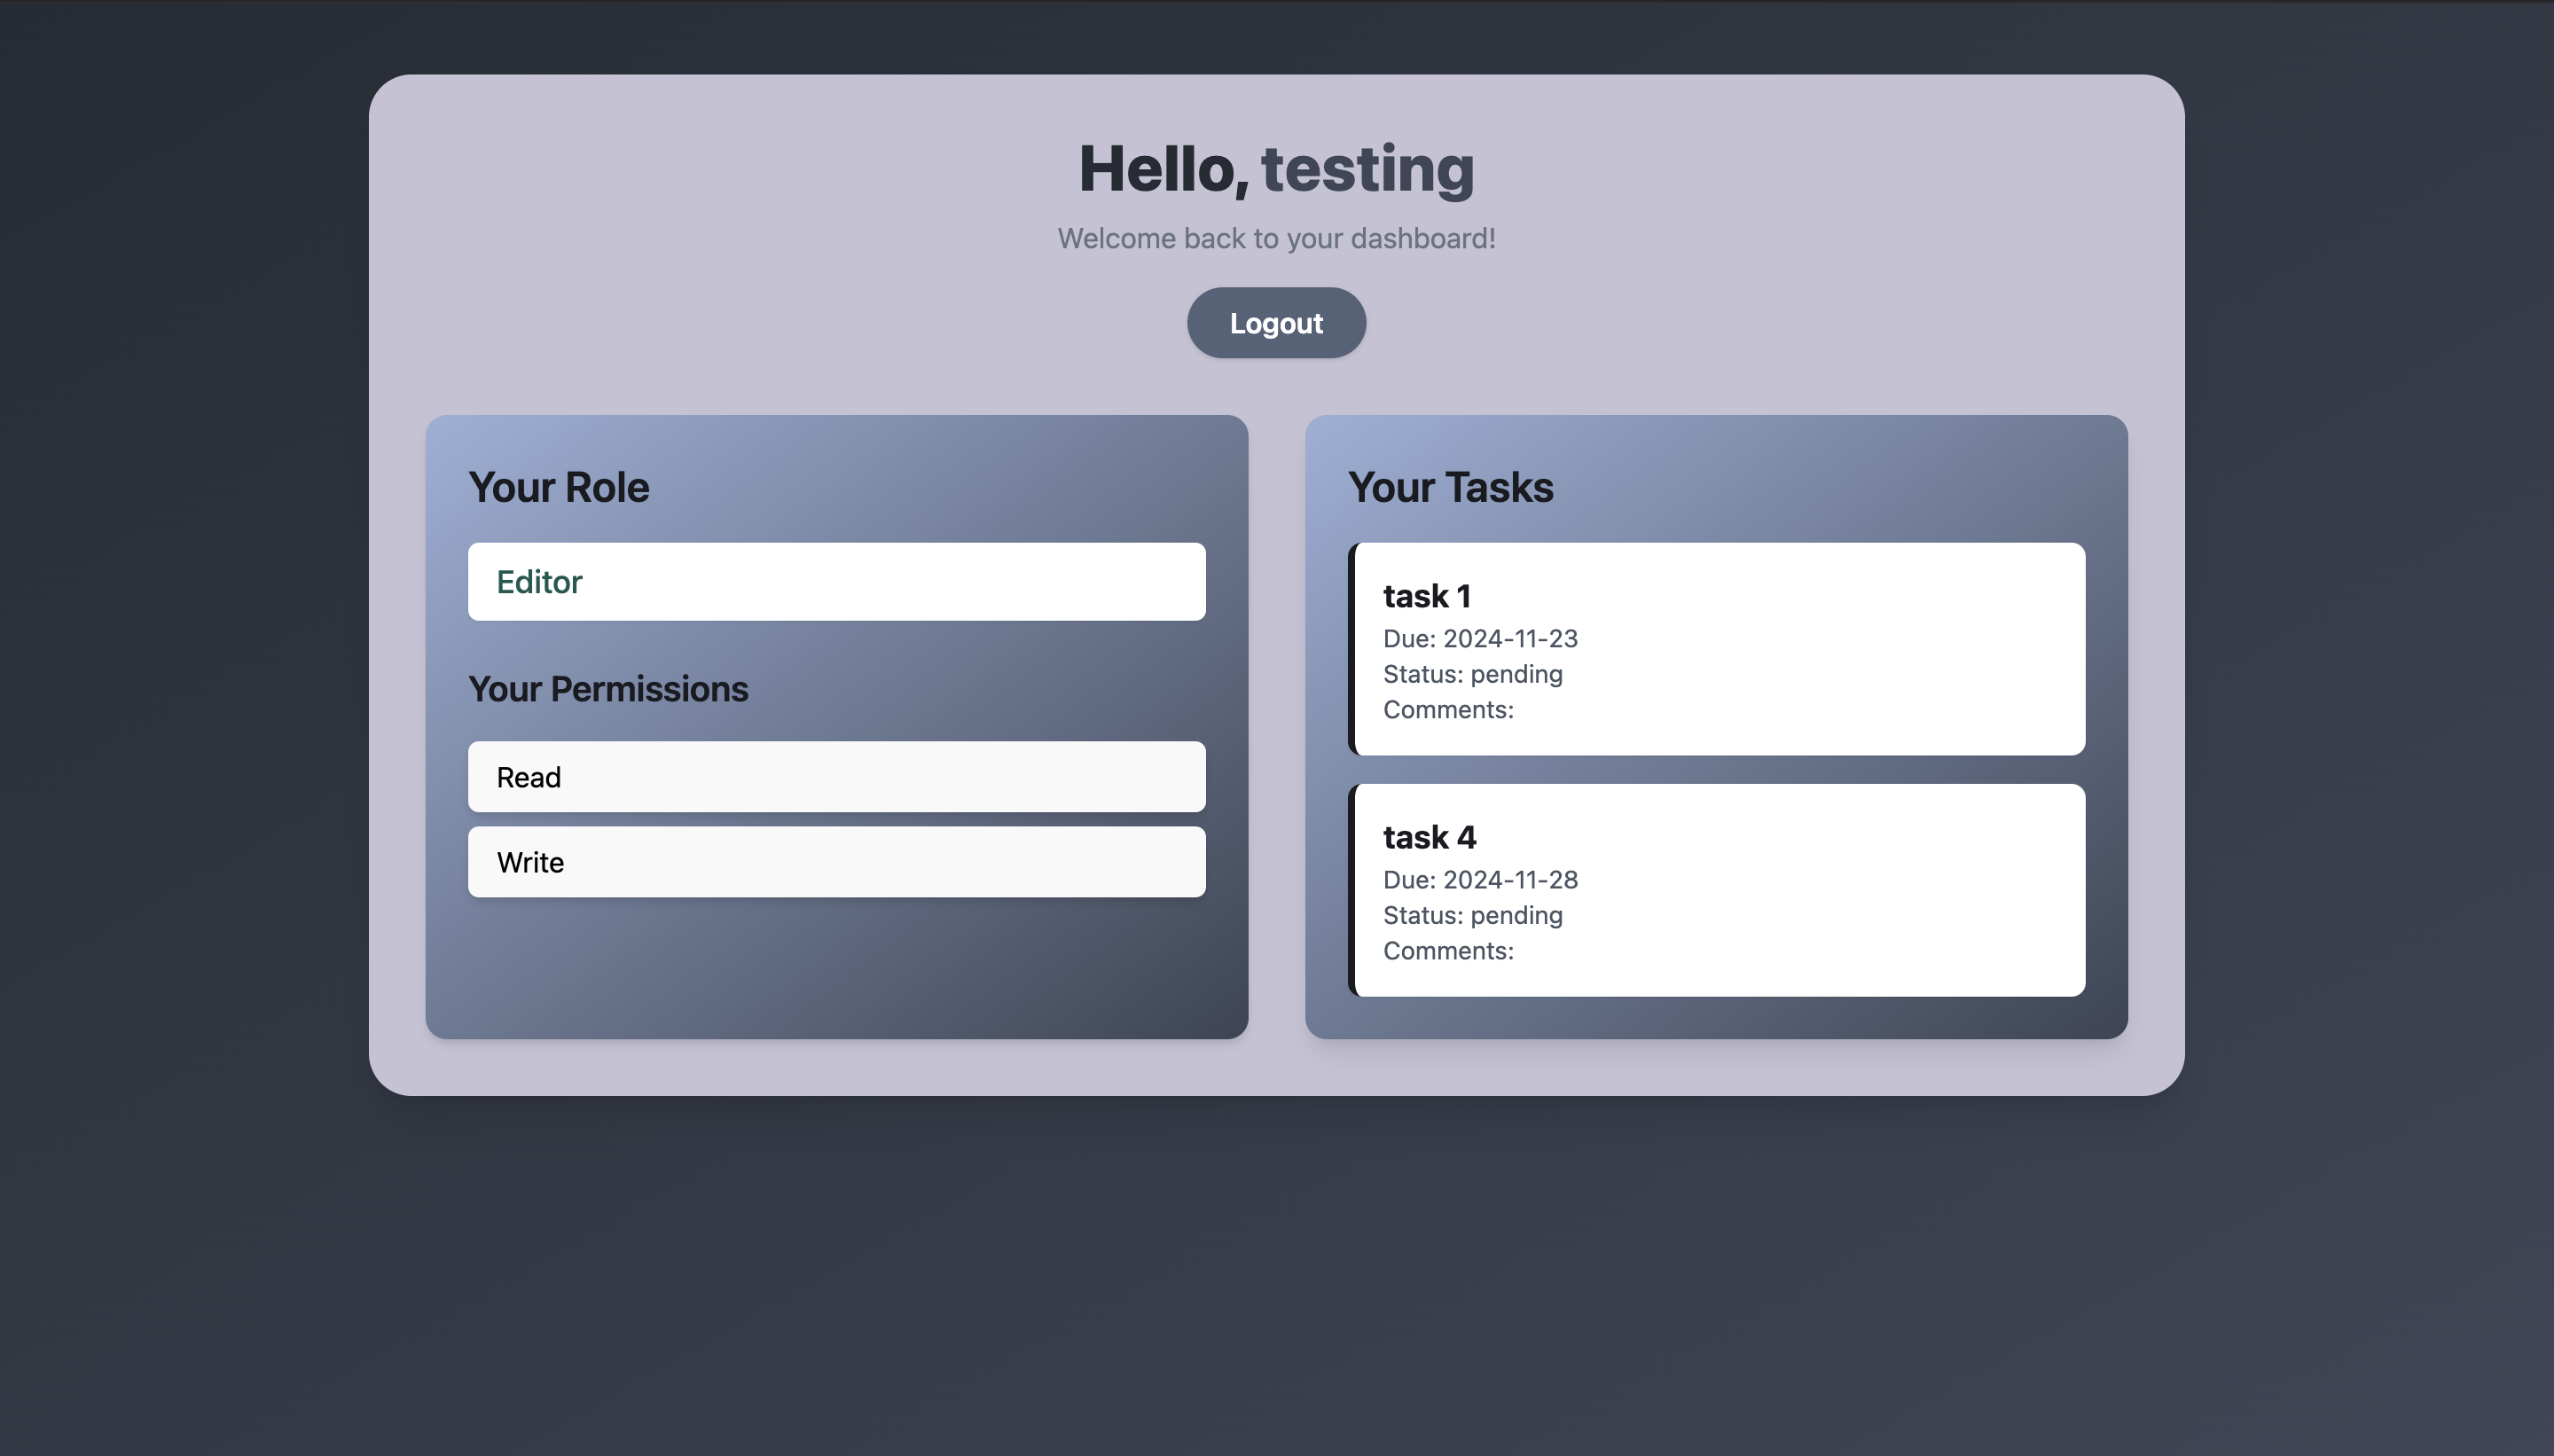 Hello, testing
Welcome back to your dashboard!
Logout
Your Role
Editor
Your Permissions
Read
Write
Your Tasks
task 1
Due: 2024-11-23
Status: pending
Comments:
task 4
Due: 2024-11-28
Status: pending
Comments: